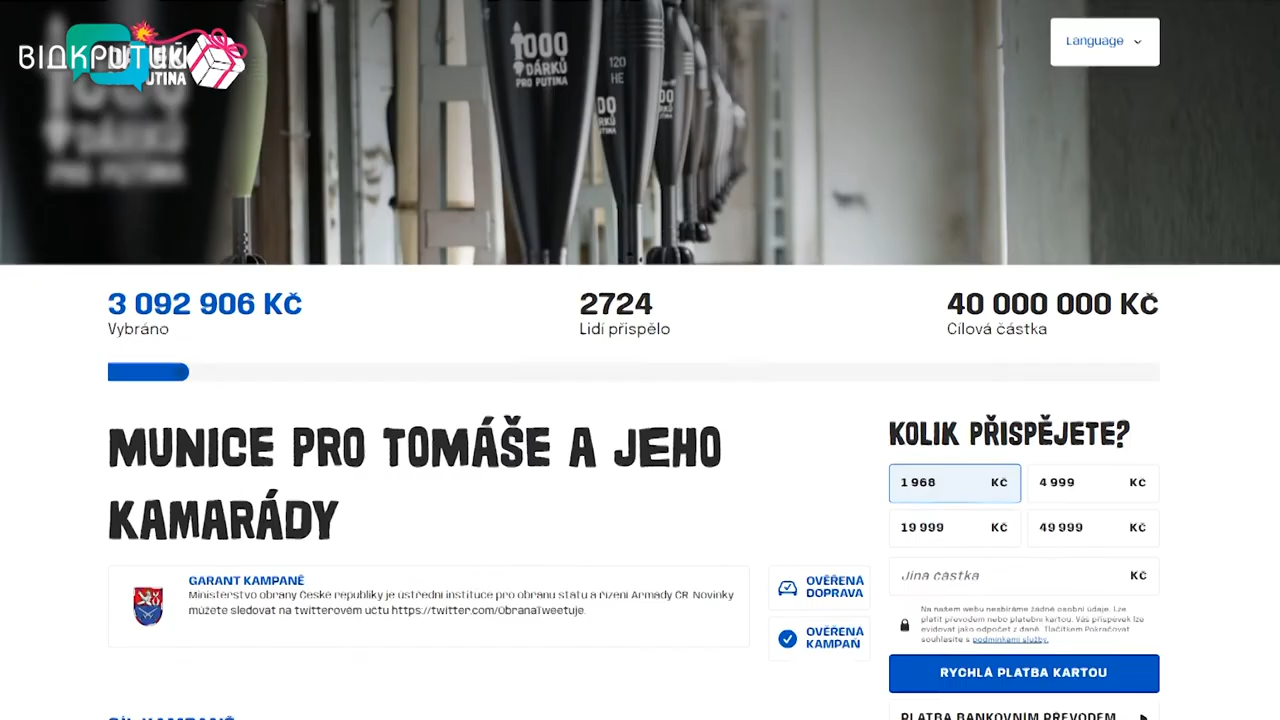 ВІДКРИТИЙ
UTINA
1000
DÁRKŮ
PRO PUTINA
120
HE
Language
3 092 906 Kč
Vybráno
2724
Lidí přispělo
40 000 000 Kč
Cílová částka
MUNICE PRO TOMÁŠE A JEHO
KAMARÁDY
GARANT KAMPANĚ
Ministerstvo obrany České republiky je ústřední instituce pro obranu státu a řízení Armády ČR. Novinky
můžete sledovat na twitterovém účtu https://twitter.com/ObranaTweetuje.
OVĚŘENÁ
DOPRAVA
OVĚŘENÁ
KAMPAŇ
KOLIK PŘISPĚJETE?
1 968 Kč
4 999 Kč
19 999 Kč
49 999 Kč
Jiná částka Kč
Na našem webu nesbíráme žádné osobní údaje. Lze
platit převodem nebo platební kartou. Váš příspěvek lze
evidovat jako odpočet z daně. Tlačítkem Pokračovat
souhlasíte s podmínkami služby.
RYCHLÁ PLATBA KARTOU
PLATBA BANKOVNÍM PŘEVODEM